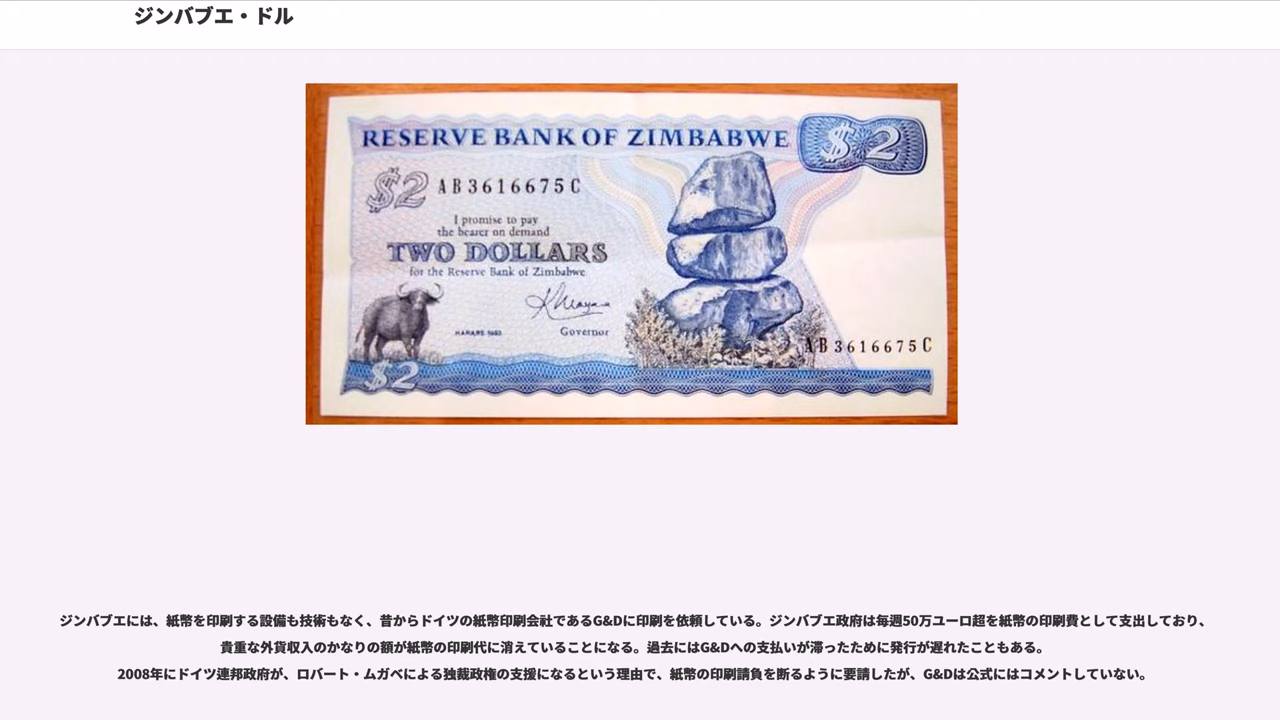 ジンバブエ・ドル
RESERVE BANK OF ZIMBABWE
$2
$2
AB3616675C
I promise to pay
the bearer on demand
TWO DOLLARS
for the Reserve Bank of Zimbabwe
HARARE 1983
Governor
AB3616675C
$2
ジンバブエには、紙幣を印刷する設備も技術もなく、昔からドイツの紙幣印刷会社であるG&Dに印刷を依頼している。ジンバブエ政府は毎週50万ユーロ超を紙幣の印刷費として支出しており、
貴重な外貨収入のかなりの額が紙幣の印刷代に消えていることになる。過去にはG&Dへの支払いが滞ったために発行が遅れたこともある。
2008年にドイツ連邦政府が、ロバート・ムガベによる独裁政権の支援になるという理由で、紙幣の印刷請負を断るように要請したが、G&Dは公式にはコメントしていない。